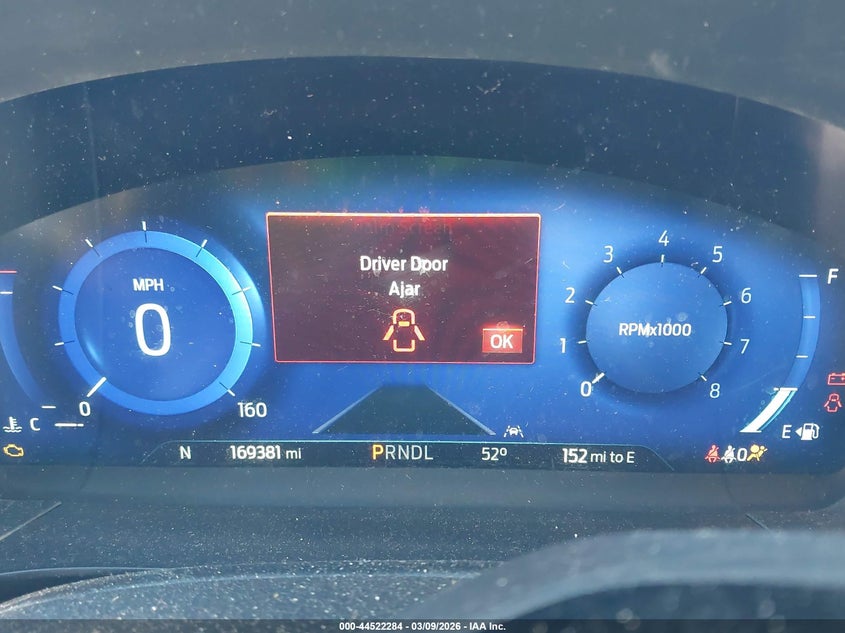 Driver Door
Ajar
OK
MPH
0
0
160
C
RPMx1000
0
1
2
3
4
5
6
7
8
F
E
N
169381 mi
PRNDL
52°
152 mi to E
0
000-44522284 - 03/09/2026 - IAA Inc.